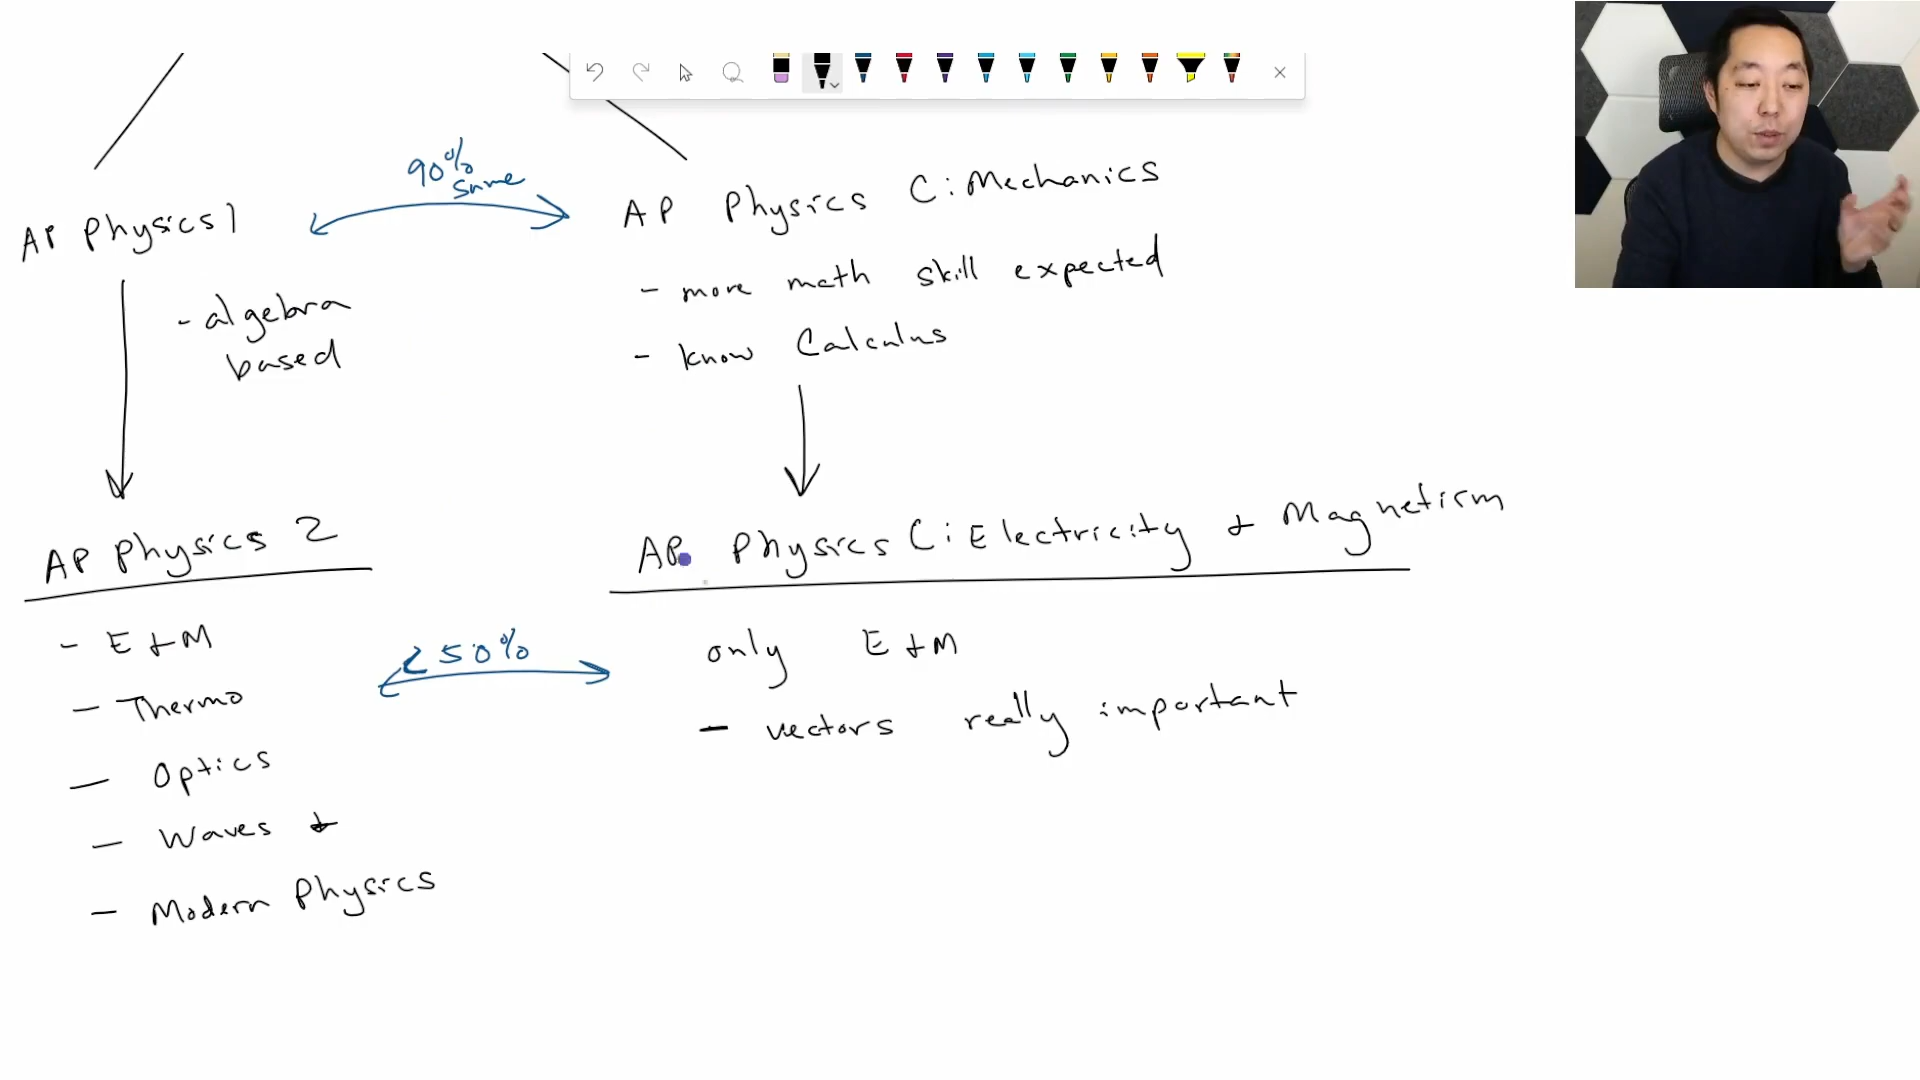 90%
same
AP Physics 1
AP Physics C: Mechanics
- algebra
based
- more math skill expected
- know Calculus
AP Physics 2
AP Physics C: Electricity & Magnetism
- E & M
- Thermo
- Optics
- Waves &
- Modern Physics
<50%
only E & M
- vectors really important